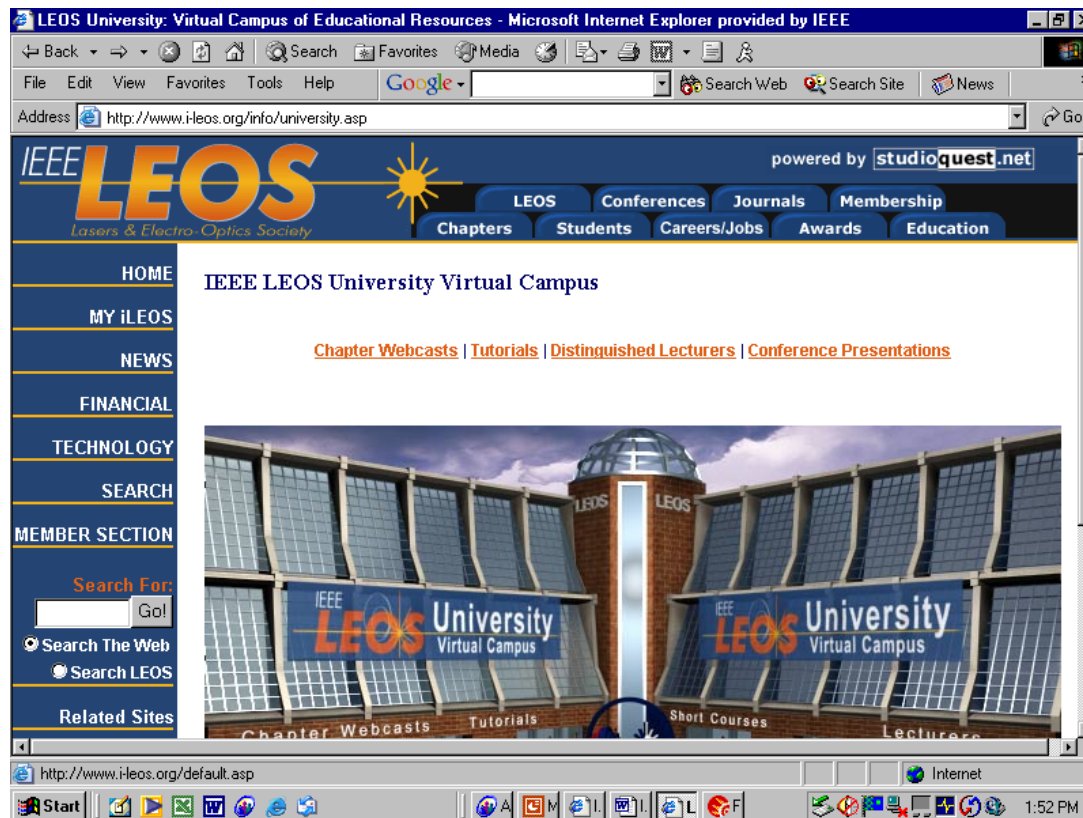 LEOS University: Virtual Campus of Educational Resources - Microsoft Internet Explorer provided by IEEE
Back Search Favorites Media
File Edit View Favorites Tools Help Google Search Web Search Site News
Address http://www.i-leos.org/info/university.asp Go
IEEE LEOS
Lasers & Electro-Optics Society
powered by studioquest.net
LEOS Conferences Journals Membership
Chapters Students Careers/Jobs Awards Education
HOME
MY iLEOS
NEWS
FINANCIAL
TECHNOLOGY
SEARCH
MEMBER SECTION
Search For:
Go!
Search The Web
Search LEOS
Related Sites
IEEE LEOS University Virtual Campus
Chapter Webcasts | Tutorials | Distinguished Lecturers | Conference Presentations
LEOS LEOS
IEEE LEOS University Virtual Campus
IEEE LEOS University Virtual Campus
Chapter Webcasts Tutorials Short Courses Lecturers
http://www.i-leos.org/default.asp Internet
Start A M I. I. L F 1:52 PM